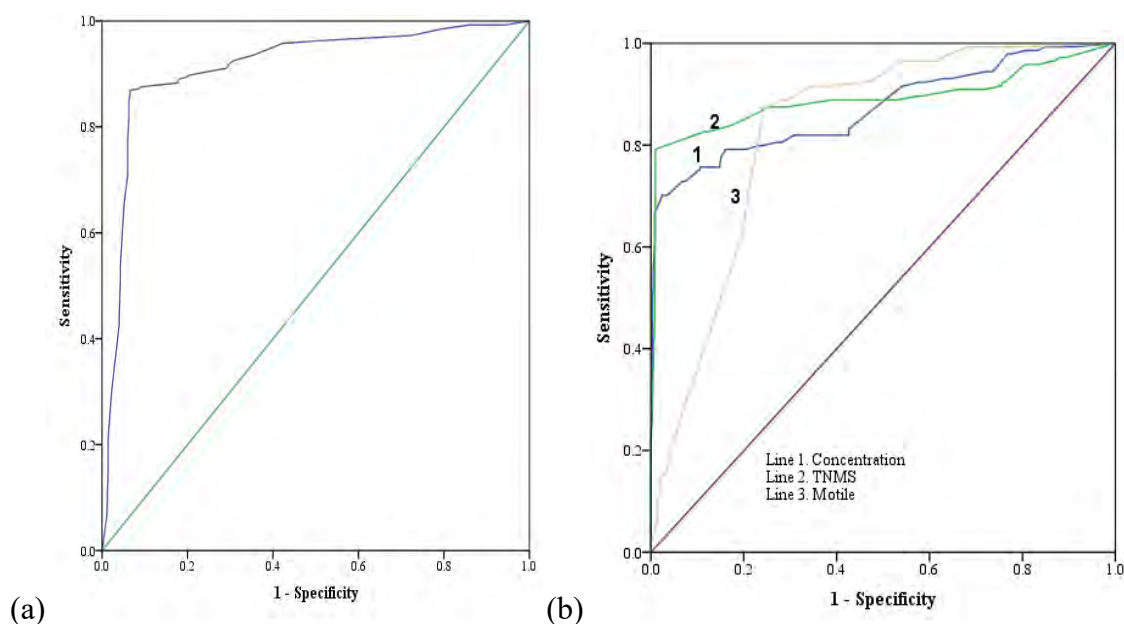 1.0
0.8
0.6
0.4
0.2
0.0
Sensitivity
0.0 0.2 0.4 0.6 0.8 1.0
1 - Specificity
(a)
1.0
0.8
0.6
0.4
0.2
0.0
Sensitivity
2
1
3
Line 1. Concentration
Line 2. TNMS
Line 3. Motile
0.0 0.2 0.4 0.6 0.8 1.0
1 - Specificity
(b)